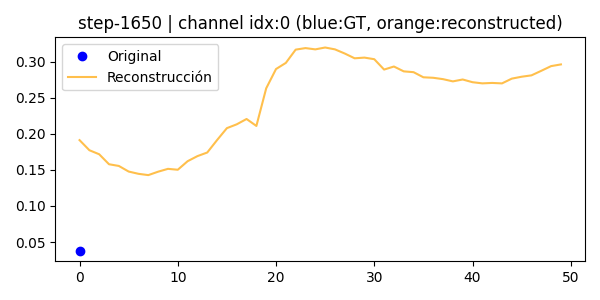 step-1650 | channel idx:0 (blue:GT, orange:reconstructed)
Original
Reconstrucción
0.30
0.25
0.20
0.15
0.10
0.05
0 10 20 30 40 50